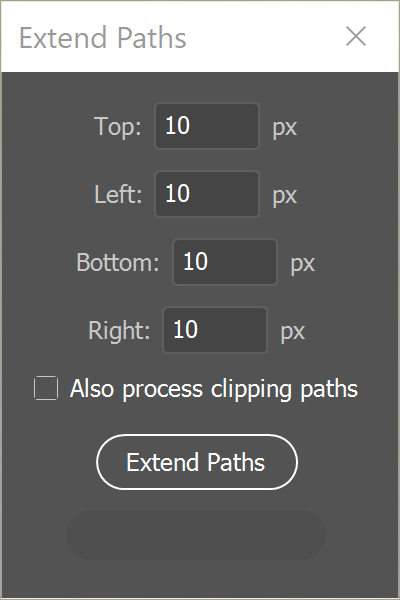 Extend Paths
Top: 10 px
Left: 10 px
Bottom: 10 px
Right: 10 px
Also process clipping paths
Extend Paths